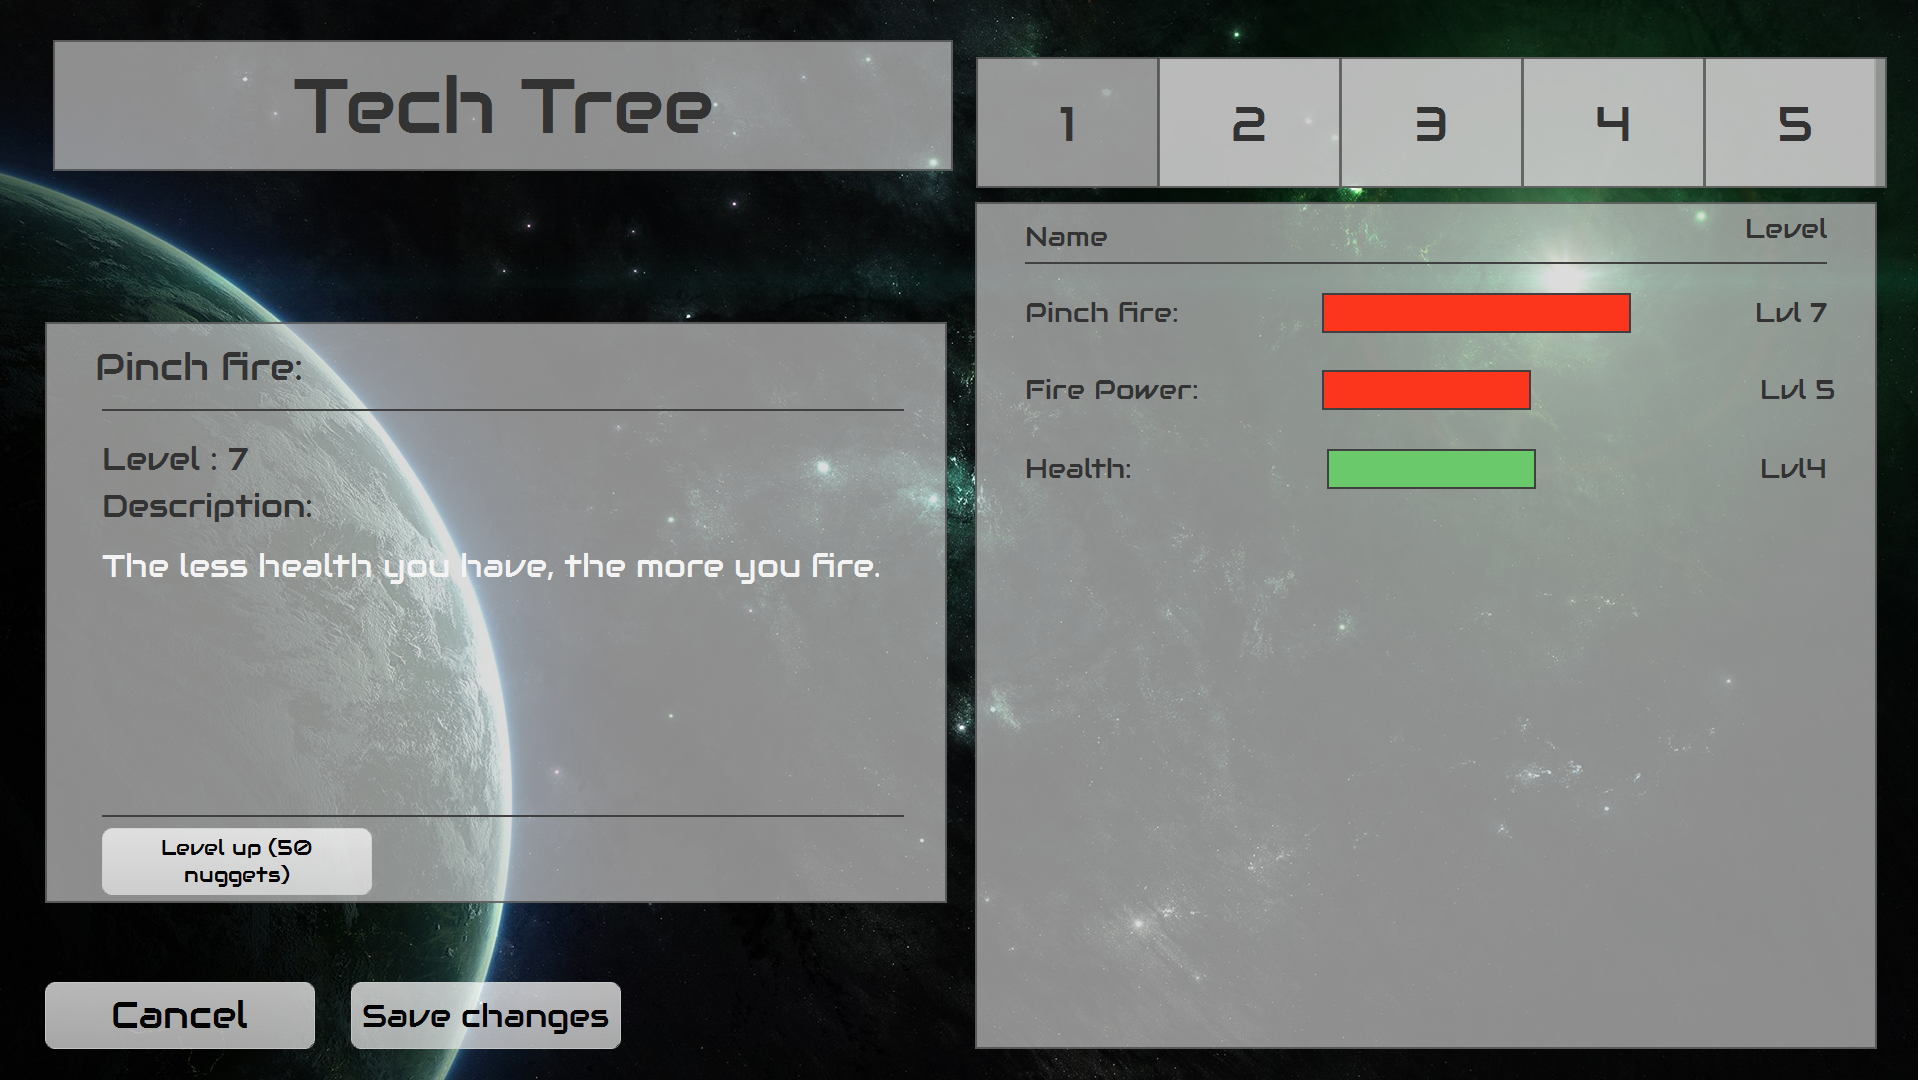 Tech Tree
1 2 3 4 5
Name Level
Pinch fire: Lvl 7
Fire Power: Lvl 5
Health: Lvl4
Pinch fire:
Level : 7
Description:
The less health you have, the more you fire.
Level up (50
nuggets)
Cancel Save changes